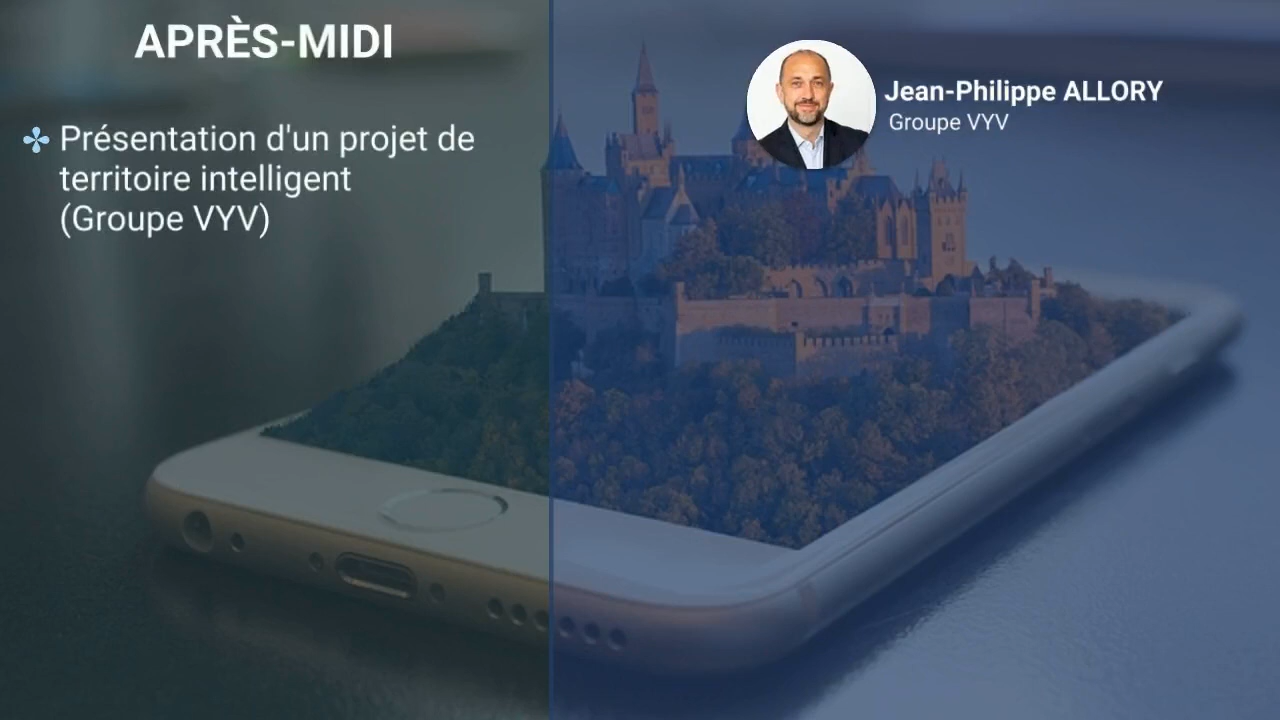 APRÈS-MIDI
Présentation d'un projet de
territoire intelligent
(Groupe VYV)
Jean-Philippe ALLORY
Groupe VYV